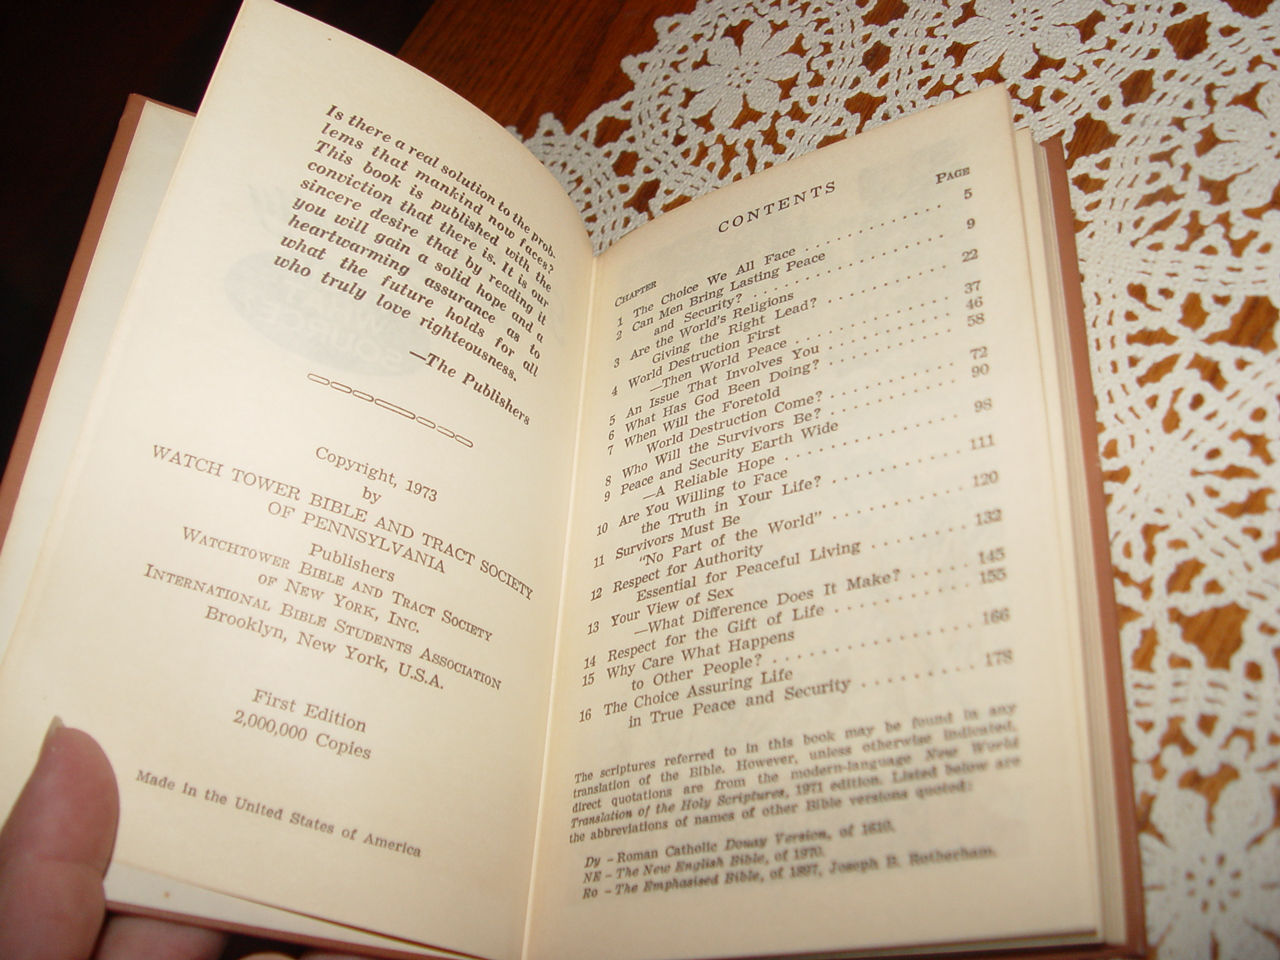 Is there a real solution to the prob-
lems that mankind now faces?
This book is published with the
conviction that there is. It is our
sincere desire that by reading it
you will gain a solid hope and a
heartwarming assurance as to
what the future holds for all
who truly love righteousness.
—The Publishers
Copyright, 1973
by
WATCH TOWER BIBLE AND TRACT SOCIETY
OF PENNSYLVANIA
Publishers
WATCHTOWER BIBLE AND TRACT SOCIETY
OF NEW YORK, INC.
INTERNATIONAL BIBLE STUDENTS ASSOCIATION
Brooklyn, New York, U.S.A.
First Edition
2,000,000 Copies
Made in the United States of America
CONTENTS
CHAPTER PAGE
1 The Choice We All Face . . . . . . . . . . . . . 5
2 Can Men Bring Lasting Peace
and Security? . . . . . . . . . . . . . . . . . 9
3 Are the World's Religions
Giving the Right Lead? . . . . . . . . . . . . 22
4 World Destruction First
—Then World Peace . . . . . . . . . . . . . 37
5 An Issue That Involves You . . . . . . . . . . 46
6 What Has God Been Doing? . . . . . . . . . . 58
7 When Will the Foretold
World Destruction Come? . . . . . . . . . . 72
8 Who Will the Survivors Be? . . . . . . . . . . 90
9 Peace and Security Earth Wide
—A Reliable Hope . . . . . . . . . . . . . . 98
10 Are You Willing to Face
the Truth in Your Life? . . . . . . . . . . . 111
11 Survivors Must Be
"No Part of the World" . . . . . . . . . . . 120
12 Respect for Authority
Essential for Peaceful Living . . . . . . . . 132
13 Your View of Sex
—What Difference Does It Make? . . . . . 145
14 Respect for the Gift of Life . . . . . . . . . . 155
15 Why Care What Happens
to Other People? . . . . . . . . . . . . . . . 166
16 The Choice Assuring Life
in True Peace and Security . . . . . . . . . 178
The scriptures referred to in this book may be found in any
translation of the Bible. However, unless otherwise indicated,
direct quotations are from the modern-language New World
Translation of the Holy Scriptures, 1971 edition. Listed below are
the abbreviations of names of other Bible versions quoted:
Dy – Roman Catholic Douay Version, of 1610.
NE – The New English Bible, of 1970.
Ro – The Emphasised Bible, of 1897, Joseph B. Rotherham.